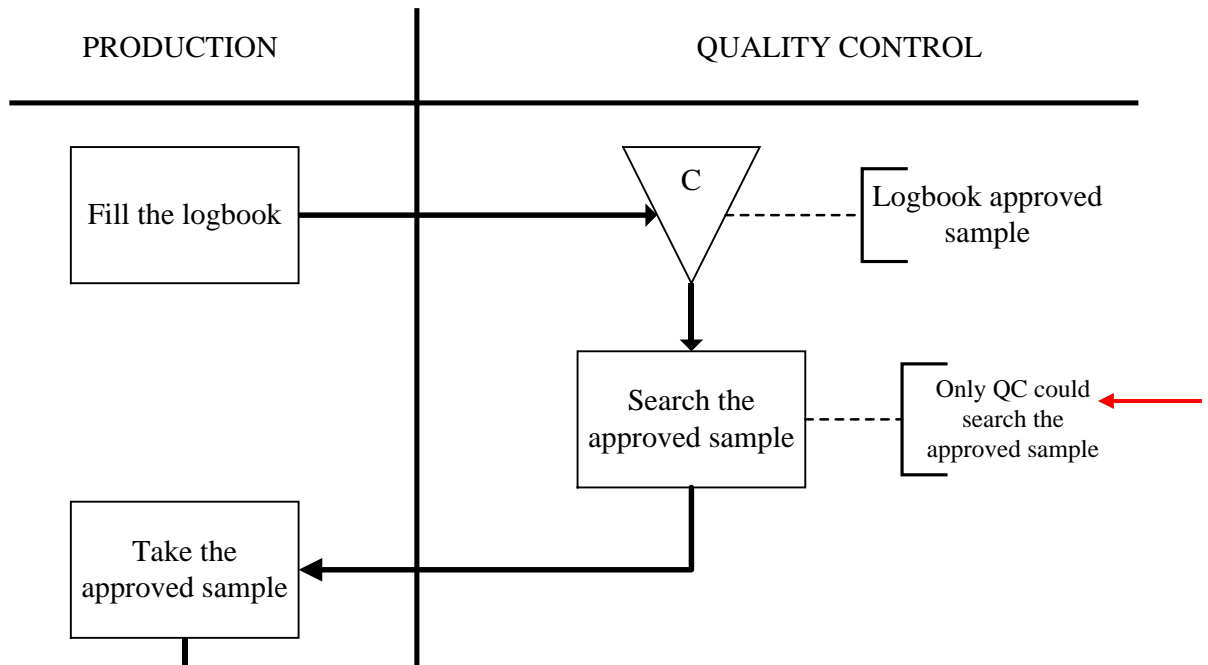 PRODUCTION
QUALITY CONTROL
Fill the logbook
C
Logbook approved
sample
Search the
approved sample
Only QC could
search the
approved sample
Take the
approved sample